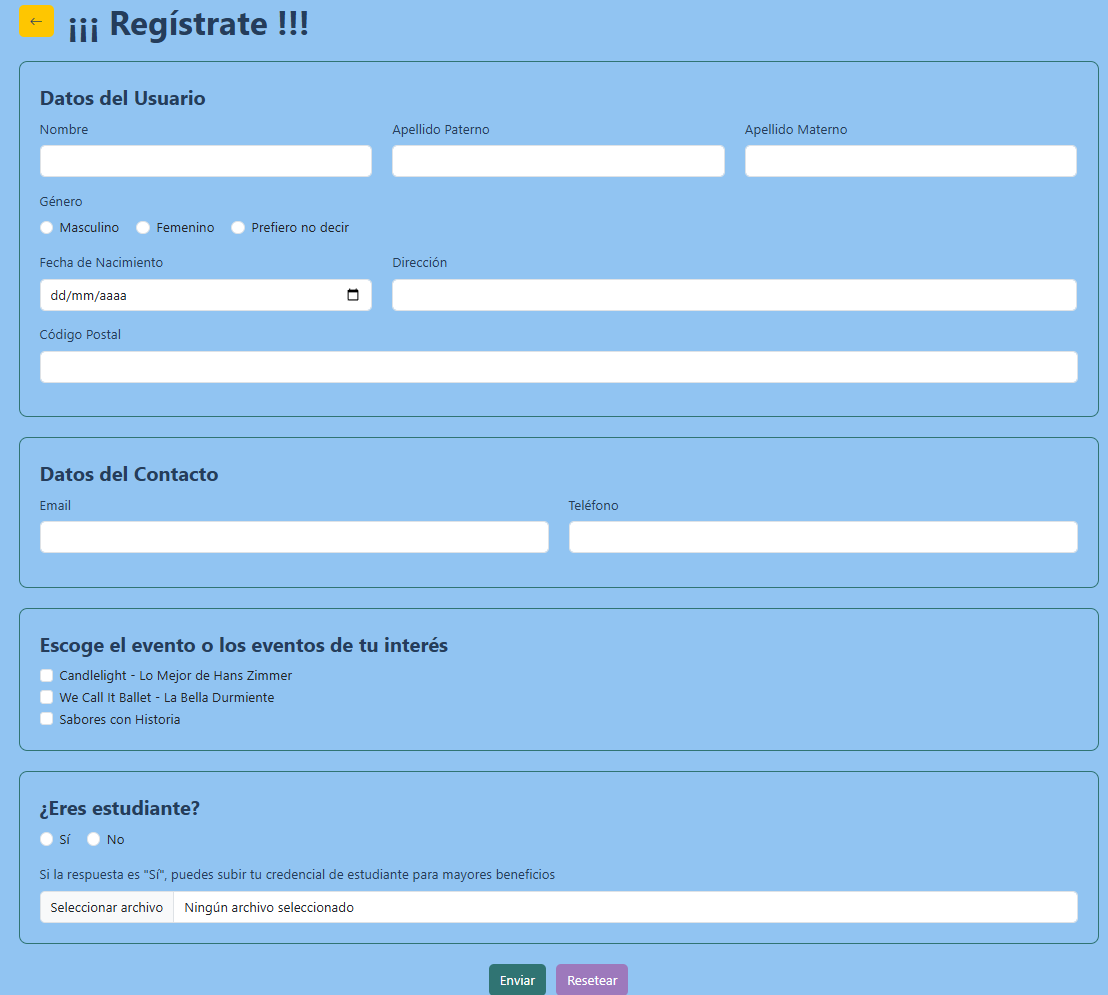 ← ¡¡¡ Regístrate !!!
Datos del Usuario
Nombre Apellido Paterno Apellido Materno
Género
Masculino Femenino Prefiero no decir
Fecha de Nacimiento Dirección
dd/mm/aaaa
Código Postal
Datos del Contacto
Email Teléfono
Escoge el evento o los eventos de tu interés
Candlelight - Lo Mejor de Hans Zimmer
We Call It Ballet - La Bella Durmiente
Sabores con Historia
¿Eres estudiante?
Sí No
Si la respuesta es "Sí", puedes subir tu credencial de estudiante para mayores beneficios
Seleccionar archivo Ningún archivo seleccionado
Enviar Resetear